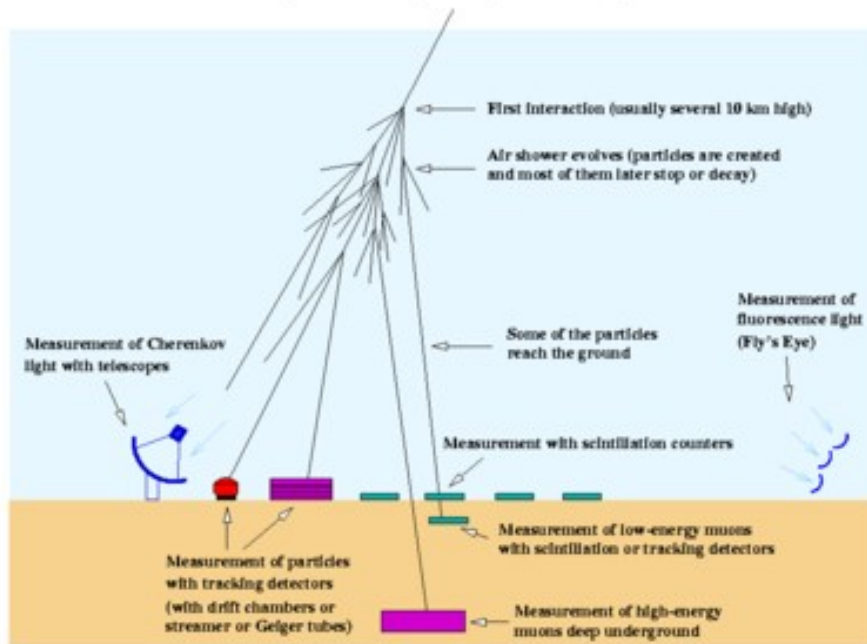 First interaction (usually several 10 km high)
Air shower evolves (particles are created
and most of them later stop or decay)
Measurement of
fluorescence light
(Fly's Eye)
Measurement of Cherenkov
light with telescopes
Some of the particles
reach the ground
Measurement with scintillation counters
Measurement of low-energy muons
with scintillation or tracking detectors
Measurement of particles
with tracking detectors
(with drift chambers or
streamer or Geiger tubes)
Measurement of high-energy
muons deep underground